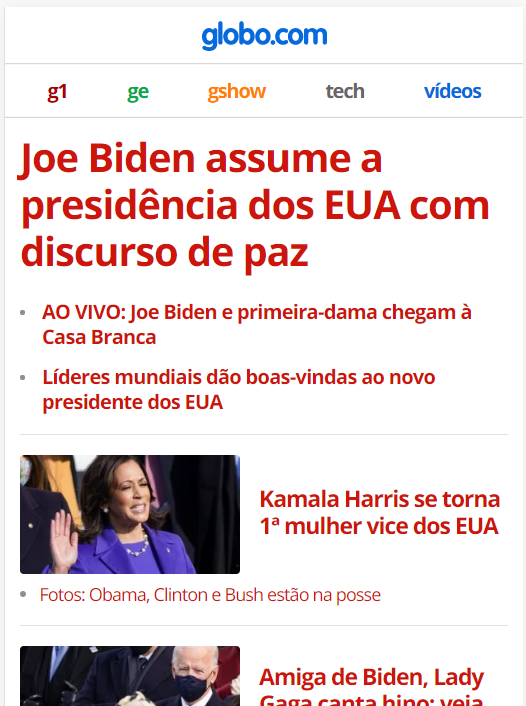 globo.com
g1 ge gshow tech vídeos
Joe Biden assume a
presidência dos EUA com
discurso de paz
AO VIVO: Joe Biden e primeira-dama chegam à
Casa Branca
Líderes mundiais dão boas-vindas ao novo
presidente dos EUA
Kamala Harris se torna
1ª mulher vice dos EUA
Fotos: Obama, Clinton e Bush estão na posse
Amiga de Biden, Lady
Gaga canta hino; veja